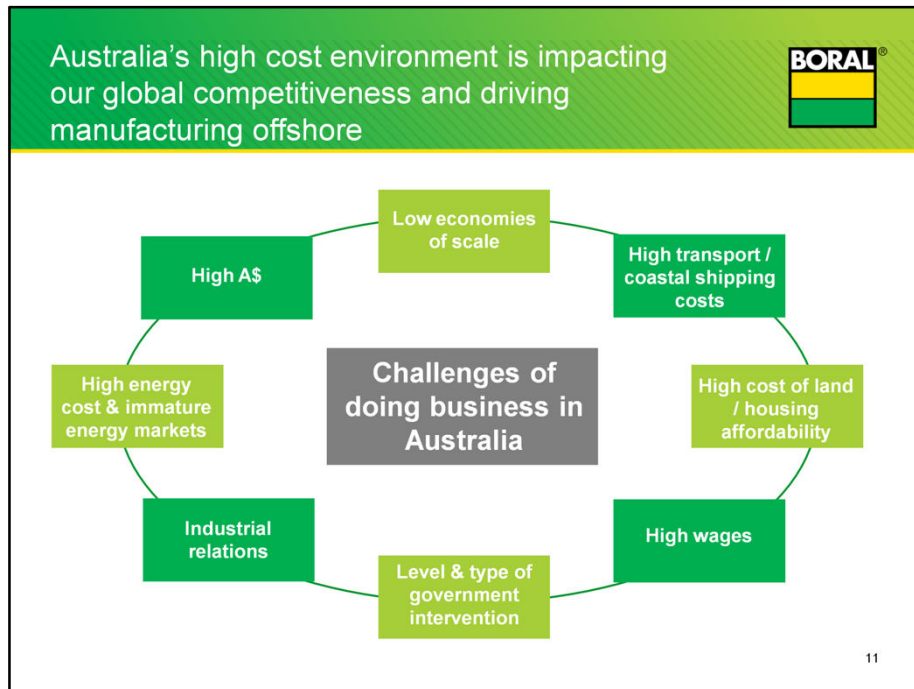 Australia's high cost environment is impacting
our global competitiveness and driving
manufacturing offshore
BORAL®
Low economies
of scale
High transport /
coastal shipping
costs
High cost of land
/ housing
affordability
High wages
Level & type of
government
intervention
Industrial
relations
High energy
cost & immature
energy markets
High A$
Challenges of
doing business in
Australia
11